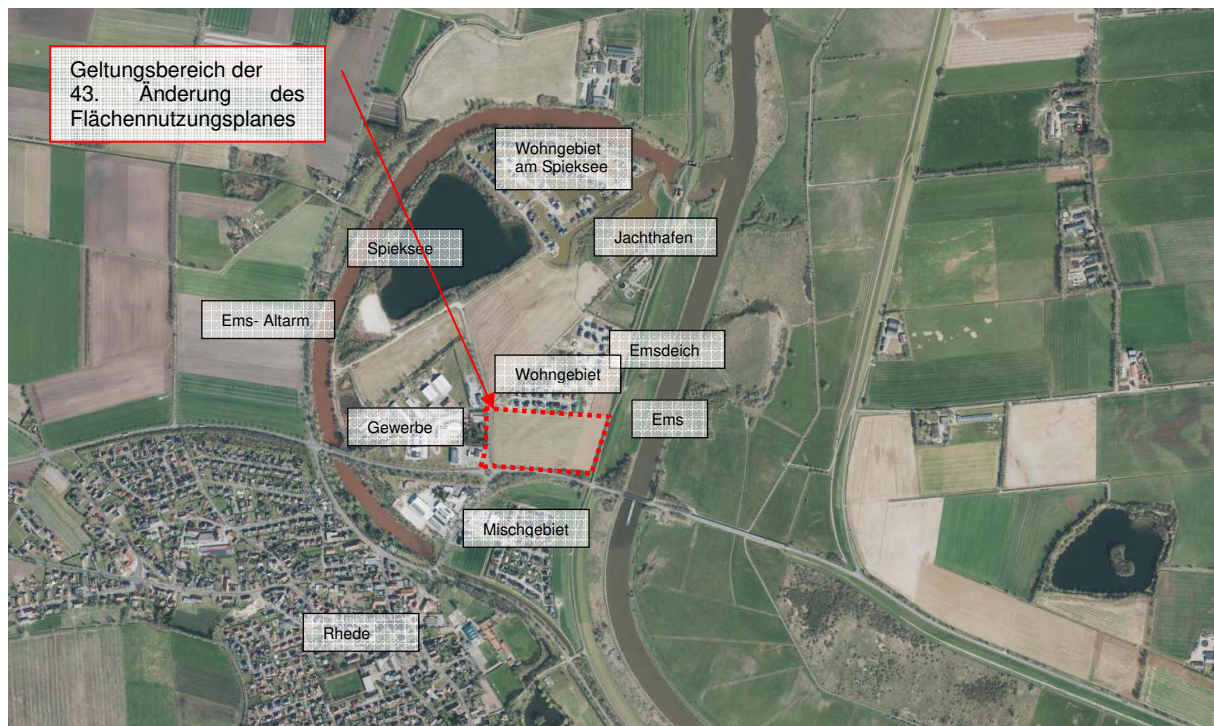 Geltungsbereich der
43. Änderung des
Flächennutzungsplanes
Wohngebiet
am Spieksee
Jachthafen
Spieksee
Ems- Altarm
Emsdeich
Wohngebiet
Gewerbe
Ems
Mischgebiet
Rhede